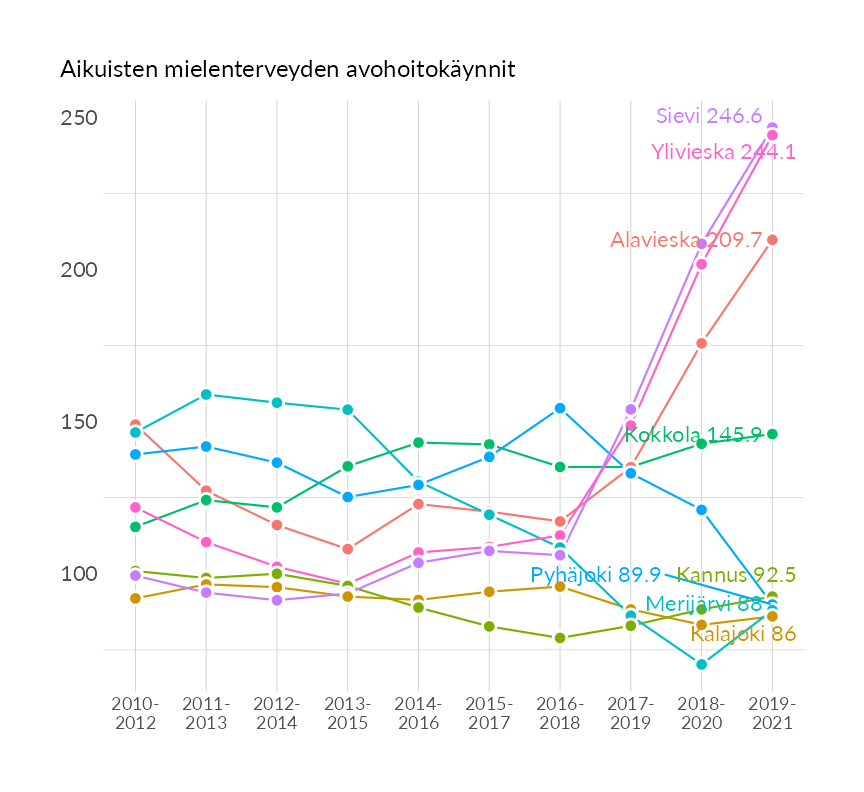 Aikuisten mielenterveyden avohoitokäynnit
250
Sievi 246.6
Ylivieska 244.1
Alavieska 209.7
200
150
Kokkola 145.9
100
Pyhäjoki 89.9
Kannus 92.5
Merijärvi 88
Kalajoki 86
2010-
2012
2011-
2013
2012-
2014
2013-
2015
2014-
2016
2015-
2017
2016-
2018
2017-
2019
2018-
2020
2019-
2021